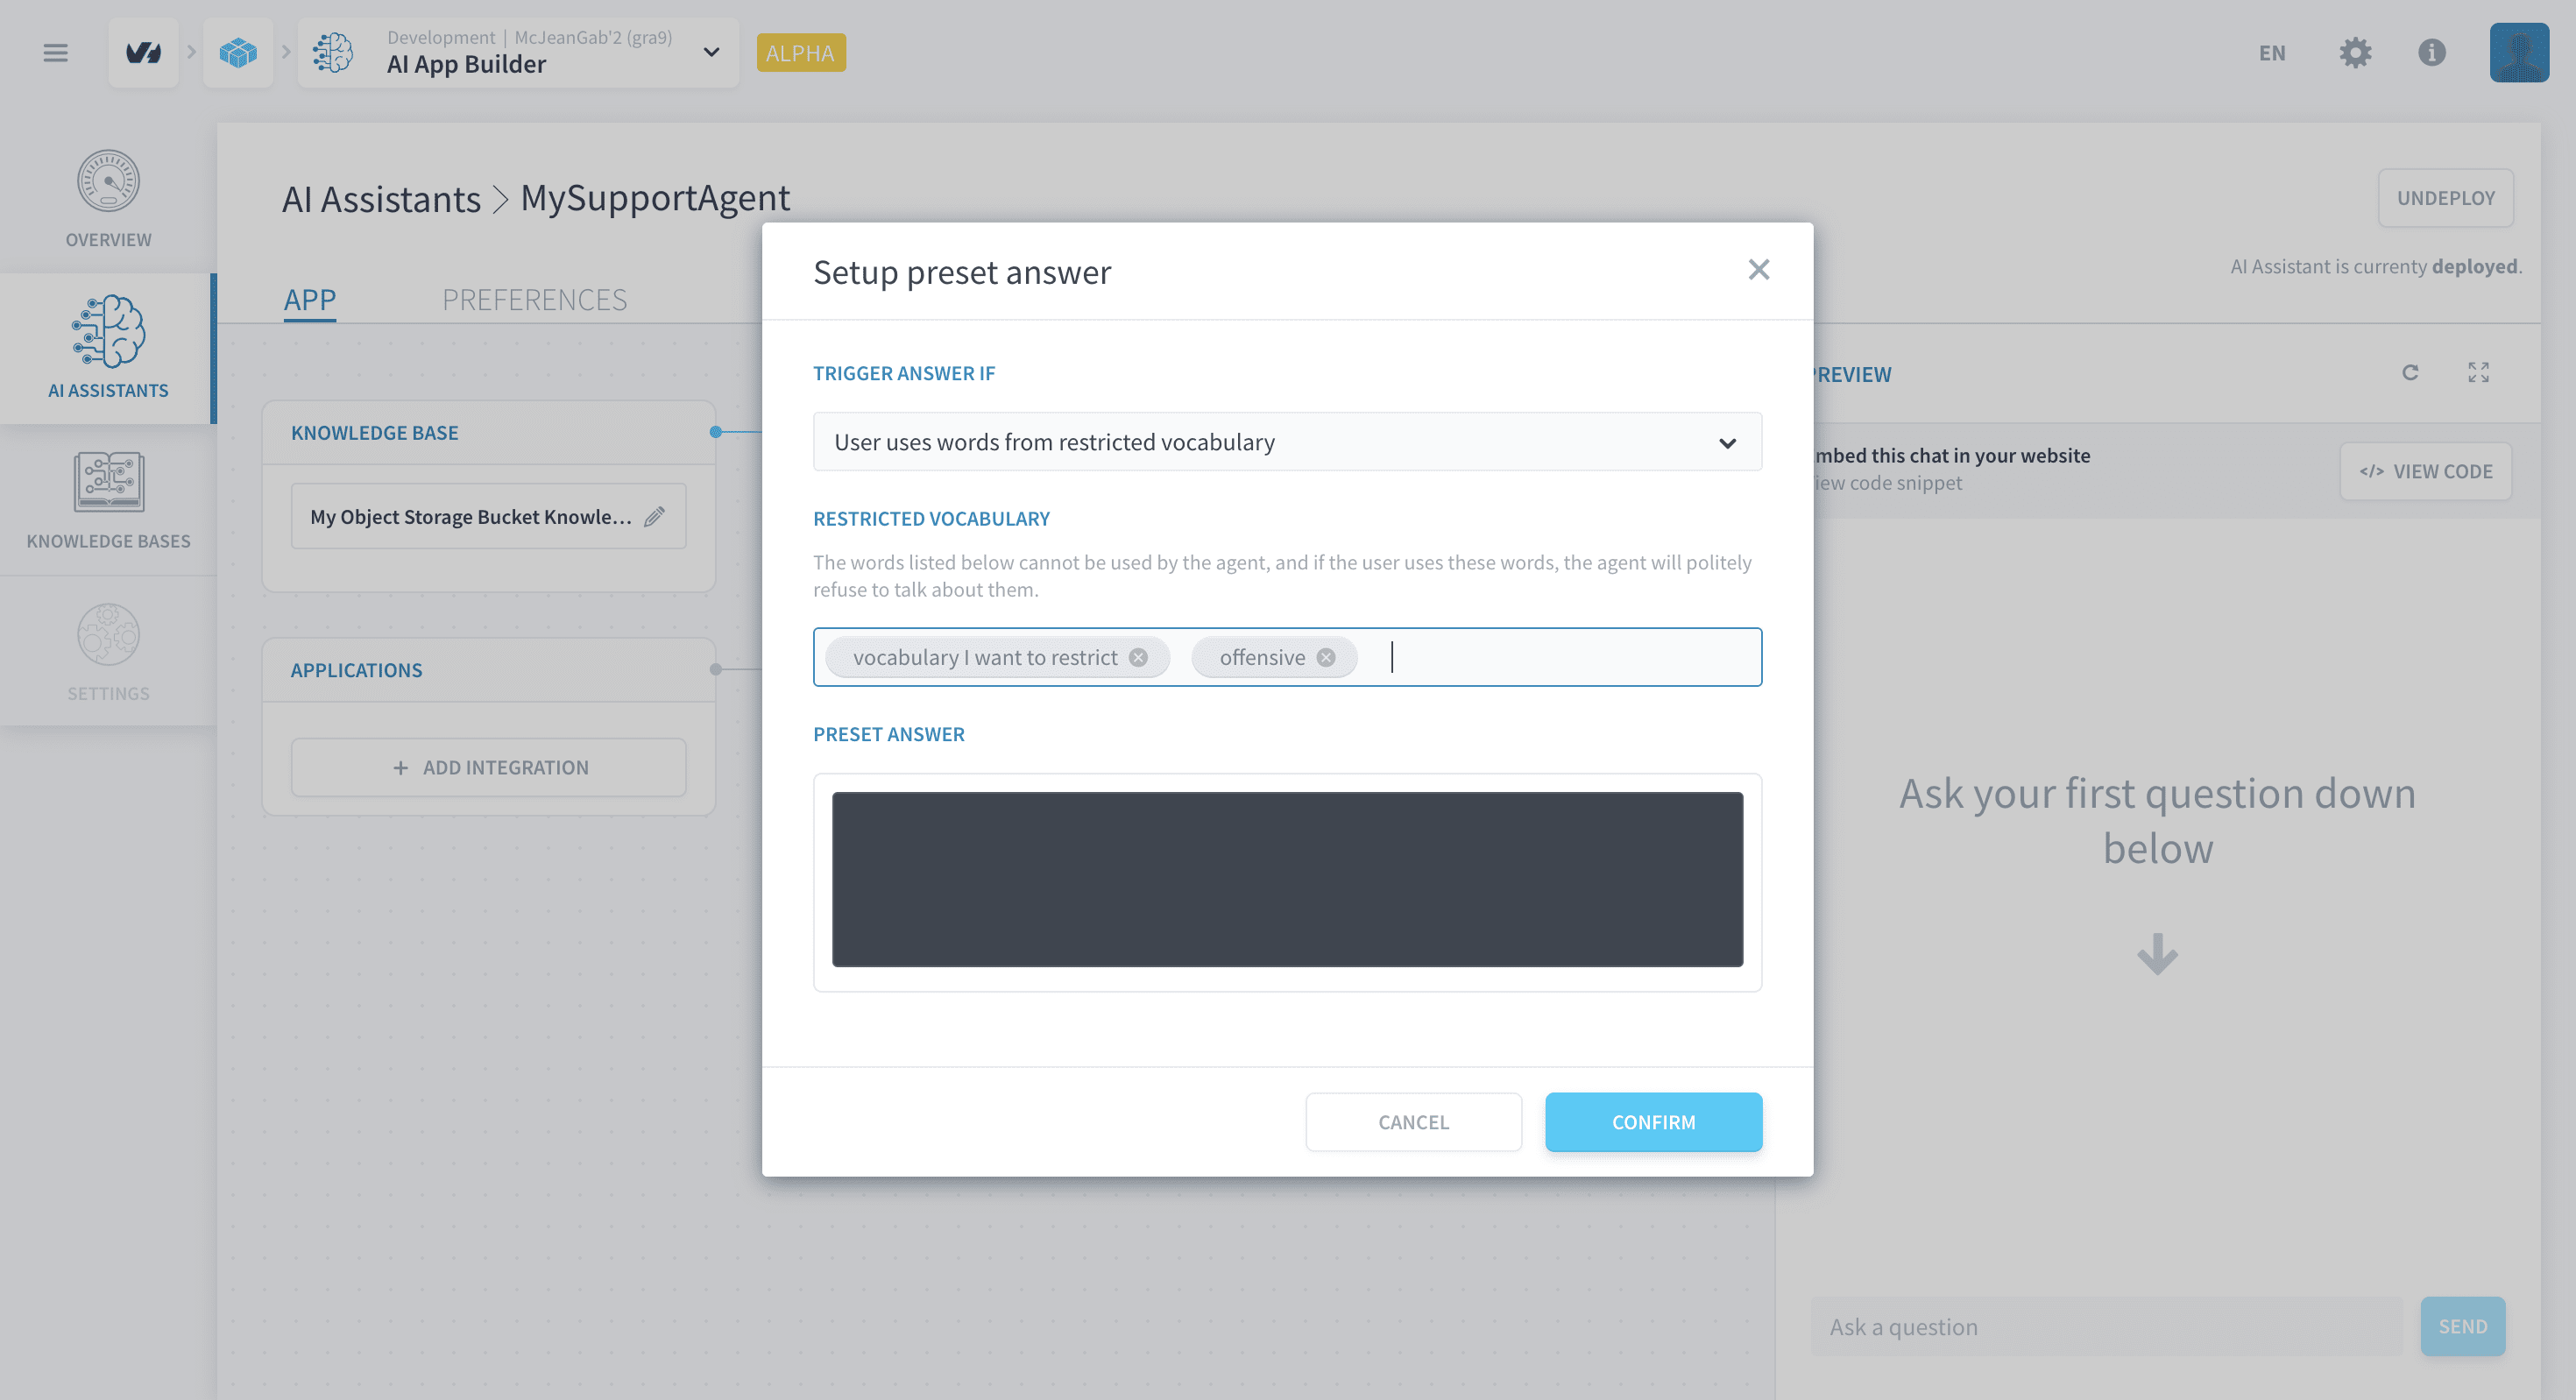 Development | McJeanGab'2 (gra9)
AI App Builder
ALPHA
EN
OVERVIEW
AI ASSISTANTS
KNOWLEDGE BASES
SETTINGS
AI Assistants > MySupportAgent
UNDEPLOY
AI Assistant is currenty deployed.
APP
PREFERENCES
KNOWLEDGE BASE
My Object Storage Bucket Knowle...
APPLICATIONS
+ ADD INTEGRATION
Setup preset answer
TRIGGER ANSWER IF
User uses words from restricted vocabulary
RESTRICTED VOCABULARY
The words listed below cannot be used by the agent, and if the user uses these words, the agent will politely
refuse to talk about them.
vocabulary I want to restrict
offensive
PRESET ANSWER
CANCEL
CONFIRM
PREVIEW
mbed this chat in your website
iew code snippet
</> VIEW CODE
Ask your first question down
below
Ask a question
SEND